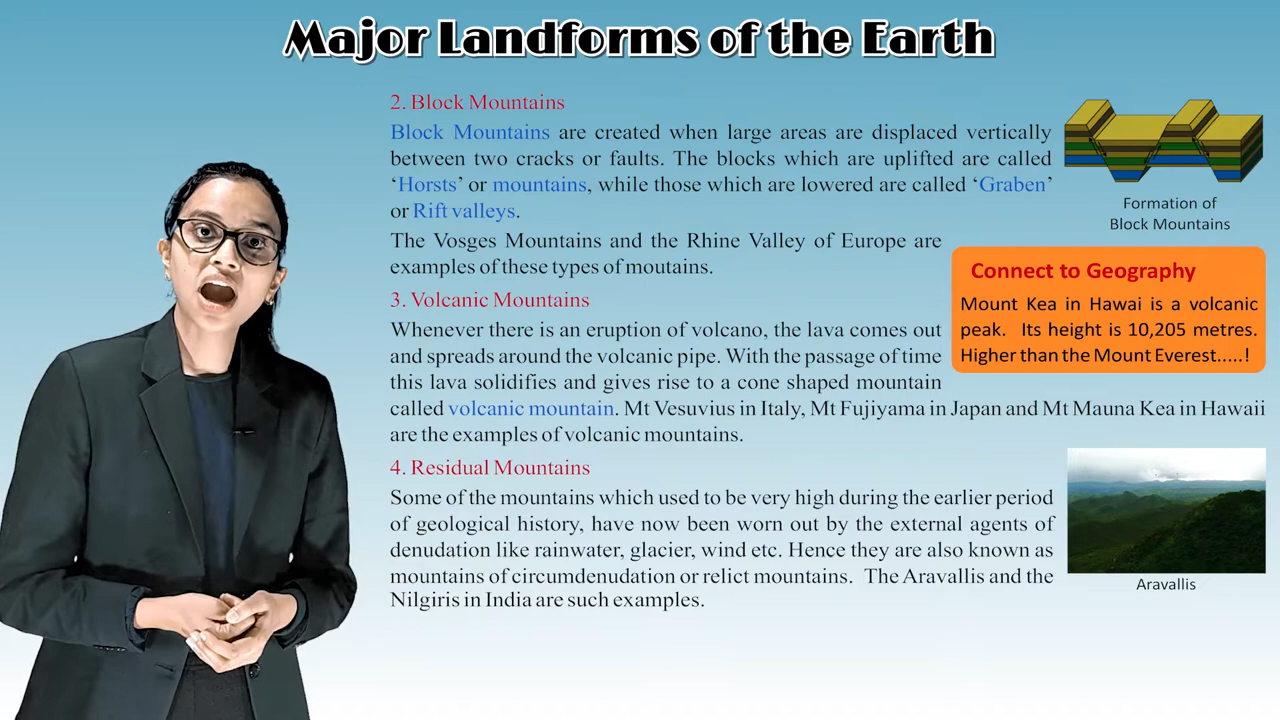 Major Landforms of the Earth
2. Block Mountains
Block Mountains are created when large areas are displaced vertically
between two cracks or faults. The blocks which are uplifted are called
‘Horsts’ or mountains, while those which are lowered are called ‘Graben’
or Rift valleys.
Formation of
Block Mountains
The Vosges Mountains and the Rhine Valley of Europe are
examples of these types of moutains.
Connect to Geography
Mount Kea in Hawai is a volcanic
peak. Its height is 10,205 metres.
Higher than the Mount Everest.....!
3. Volcanic Mountains
Whenever there is an eruption of volcano, the lava comes out
and spreads around the volcanic pipe. With the passage of time
this lava solidifies and gives rise to a cone shaped mountain
called volcanic mountain. Mt Vesuvius in Italy, Mt Fujiyama in Japan and Mt Mauna Kea in Hawaii
are the examples of volcanic mountains.
4. Residual Mountains
Some of the mountains which used to be very high during the earlier period
of geological history, have now been worn out by the external agents of
denudation like rainwater, glacier, wind etc. Hence they are also known as
mountains of circumdenudation or relict mountains. The Aravallis and the
Nilgiris in India are such examples.
Aravallis